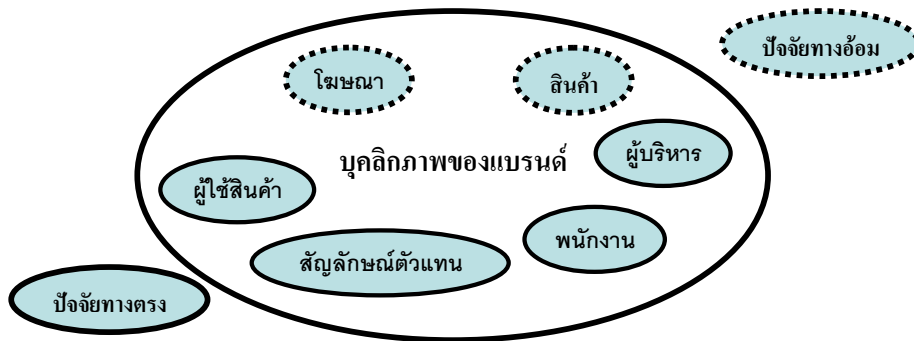 ปัจจัยทางอ้อม
โฆษณา
สินค้า
บุคลิกภาพของแบรนด์
ผู้บริหาร
ผู้ใช้สินค้า
พนักงาน
สัญลักษณ์ตัวแทน
ปัจจัยทางตรง